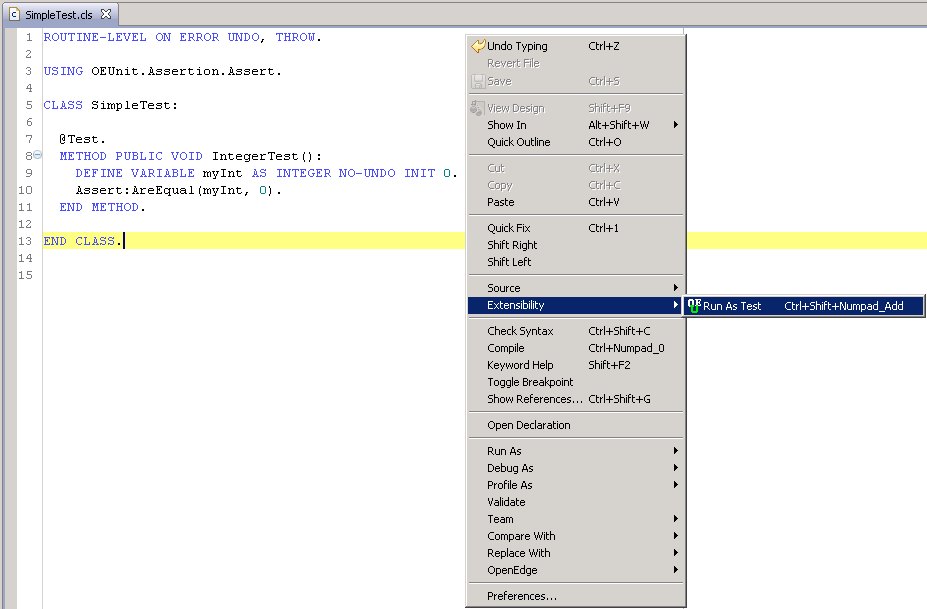 SimpleTest.cls
1 ROUTINE-LEVEL ON ERROR UNDO, THROW.
2
3 USING OEUnit.Assertion.Assert.
4
5 CLASS SimpleTest:
6
7 @Test.
8 METHOD PUBLIC VOID IntegerTest():
9 DEFINE VARIABLE myInt AS INTEGER NO-UNDO INIT 0.
10 Assert:AreEqual(myInt, 0).
11 END METHOD.
12
13 END CLASS.
14
15
Undo Typing Ctrl+Z
Revert File
Save Ctrl+S
View Design Shift+F9
Show In Alt+Shift+W
Quick Outline Ctrl+O
Cut Ctrl+X
Copy Ctrl+C
Paste Ctrl+V
Quick Fix Ctrl+1
Shift Right
Shift Left
Source
Extensibility
OE U Run As Test Ctrl+Shift+Numpad_Add
Check Syntax Ctrl+Shift+C
Compile Ctrl+Numpad_0
Keyword Help Shift+F2
Toggle Breakpoint
Show References... Ctrl+Shift+G
Open Declaration
Run As
Debug As
Profile As
Validate
Team
Compare With
Replace With
OpenEdge
Preferences...